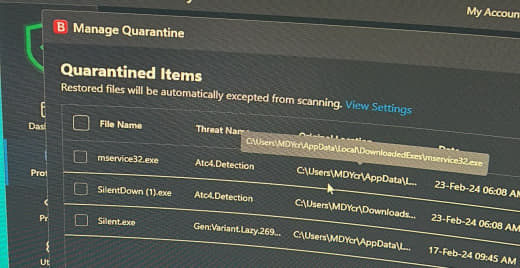 My Accoun
B Manage Quarantine
Quarantined Items
Restored files will be automatically excepted from scanning. View Settings
File Name Threat Name Original Location Date
C:\Users\MDYcr\AppData\Local\DownloadedExes\mservice32.exe
mservice32.exe Atc4.Detection C:\Users\MDYcr\AppData\L... 23-Feb-24 06:08 AM
SilentDown (1).exe Atc4.Detection C:\Users\MDYcr\Downloads... 23-Feb-24 06:08 AM
Silent.exe Gen:Variant.Lazy.269... C:\Users\MDYcr\AppData\L... 17-Feb-24 09:45 AM
Das
Prot
Pr
Ut